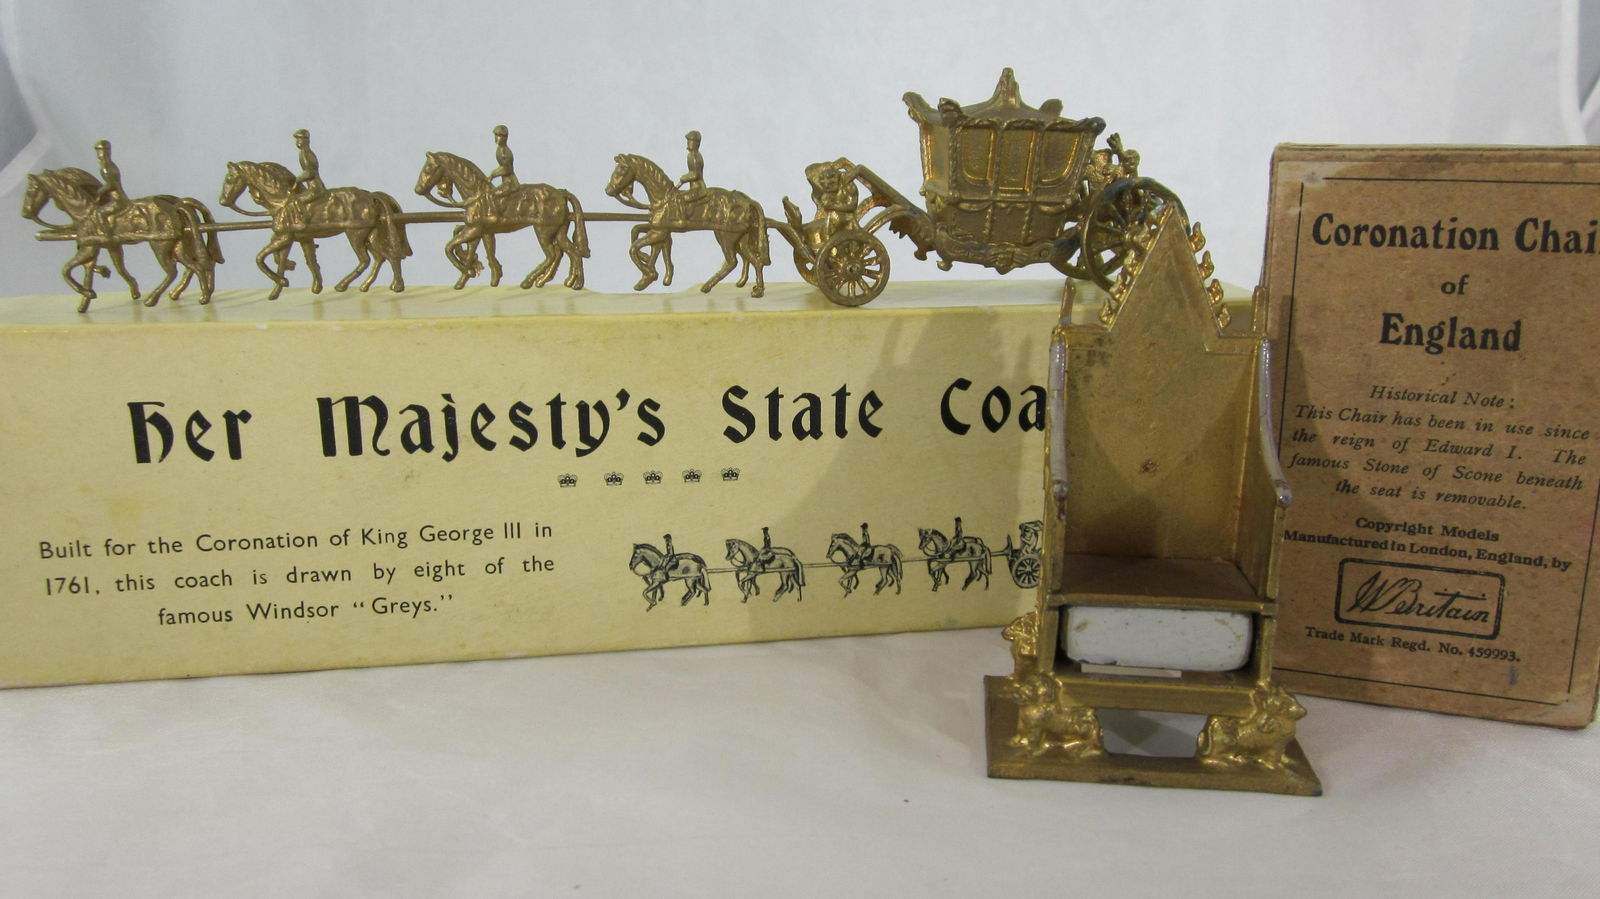 Her Majesty's State Coa
Built for the Coronation of King George III in
1761, this coach is drawn by eight of the
famous Windsor "Greys."
Coronation Chai
of
England
Historical Note:
This Chair has been in use since
the reign of Edward I. The
famous Stone of Scone beneath
the seat is removable.
Copyright Models
Manufactured in London, England, by
W Britain
Trade Mark Regd. No. 459993.